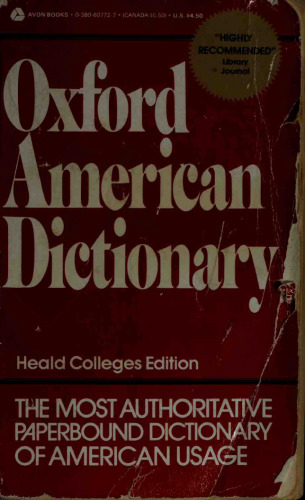 AVON BOOKS • 0-380-60772-7 • (CANADA $5.50) • U.S. $4.50
"HIGHLY
RECOMMENDED"
Library
Journal
Oxford
American
Dictionary
Heald Colleges Edition
THE MOST AUTHORITATIVE
PAPERBOUND DICTIONARY
OF AMERICAN USAGE